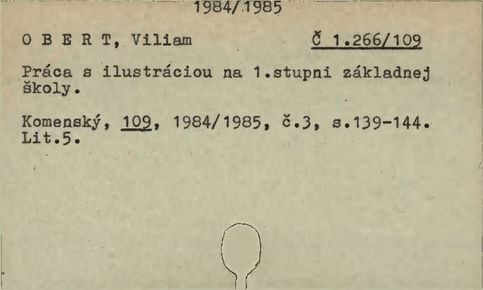 1984/1985
O B E R T, Viliam Č 1.266/109
Práca s ilustráciou na 1.stupni základnej
školy.
Komenský, 109, 1984/1985, č.3, s.139-144.
Lit.5.